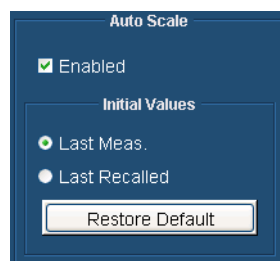 Auto Scale
Enabled
Initial Values
Last Meas.
Last Recalled
Restore Default